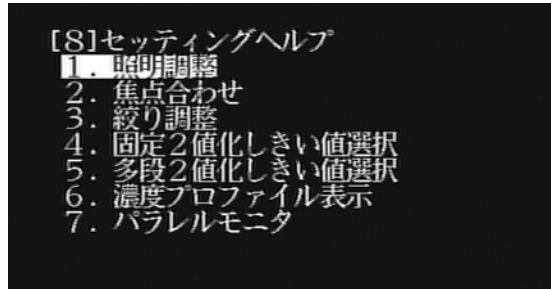 [8]セッティングヘルプ
1. 照明調整
2. 焦点合わせ
3. 絞り調整
4. 固定2値化しきい値選択
5. 多段2値化しきい値選択
6. 濃度プロファイル表示
7. パラレルモニタ